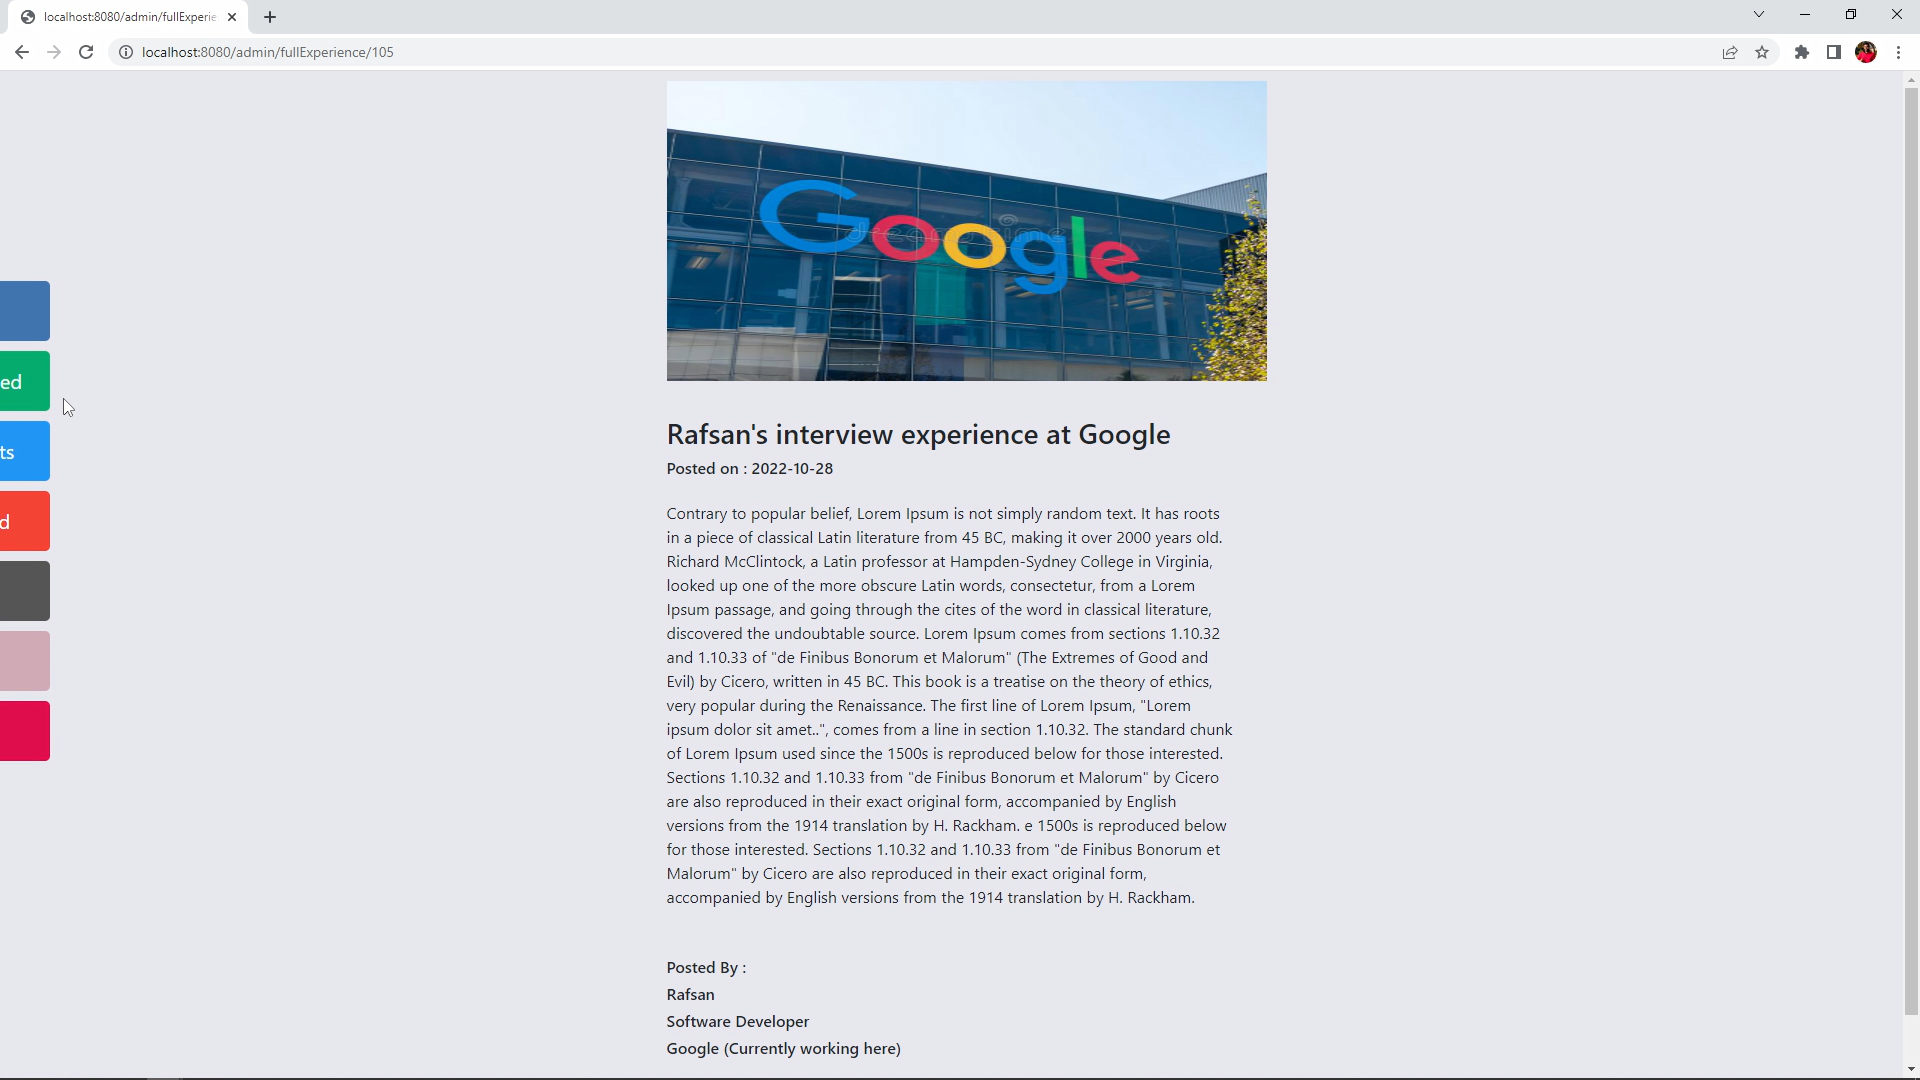 localhost:8080/admin/fullExperie
localhost:8080/admin/fullExperience/105
Google
dreamstime
ed
ts
d
Rafsan's interview experience at Google
Posted on : 2022-10-28
Contrary to popular belief, Lorem Ipsum is not simply random text. It has roots
in a piece of classical Latin literature from 45 BC, making it over 2000 years old.
Richard McClintock, a Latin professor at Hampden-Sydney College in Virginia,
looked up one of the more obscure Latin words, consectetur, from a Lorem
Ipsum passage, and going through the cites of the word in classical literature,
discovered the undoubtable source. Lorem Ipsum comes from sections 1.10.32
and 1.10.33 of "de Finibus Bonorum et Malorum" (The Extremes of Good and
Evil) by Cicero, written in 45 BC. This book is a treatise on the theory of ethics,
very popular during the Renaissance. The first line of Lorem Ipsum, "Lorem
ipsum dolor sit amet..", comes from a line in section 1.10.32. The standard chunk
of Lorem Ipsum used since the 1500s is reproduced below for those interested.
Sections 1.10.32 and 1.10.33 from "de Finibus Bonorum et Malorum" by Cicero
are also reproduced in their exact original form, accompanied by English
versions from the 1914 translation by H. Rackham. e 1500s is reproduced below
for those interested. Sections 1.10.32 and 1.10.33 from "de Finibus Bonorum et
Malorum" by Cicero are also reproduced in their exact original form,
accompanied by English versions from the 1914 translation by H. Rackham.
Posted By :
Rafsan
Software Developer
Google (Currently working here)